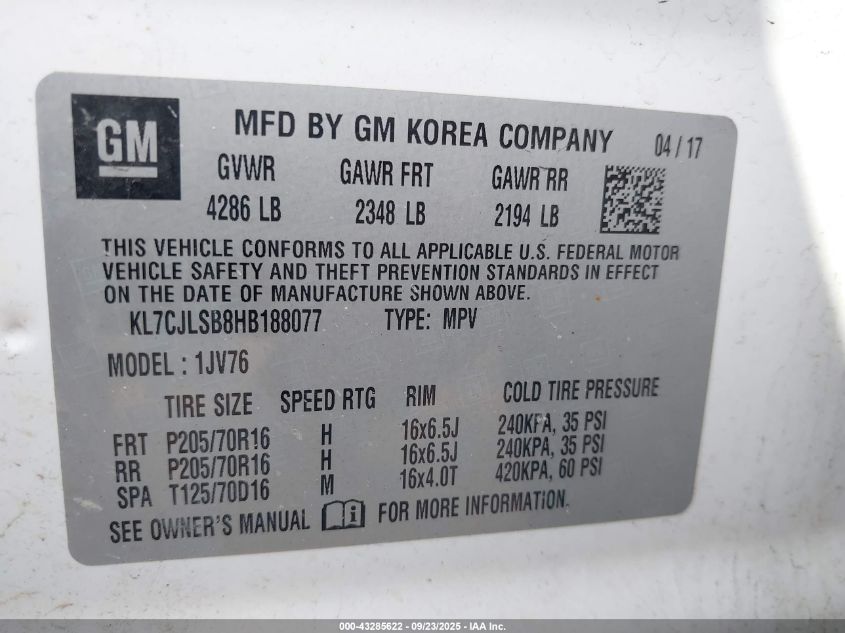 GM
MFD BY GM KOREA COMPANY 04/17
GVWR GAWR FRT GAWR RR
4286 LB 2348 LB 2194 LB
THIS VEHICLE CONFORMS TO ALL APPLICABLE U.S. FEDERAL MOTOR
VEHICLE SAFETY AND THEFT PREVENTION STANDARDS IN EFFECT
ON THE DATE OF MANUFACTURE SHOWN ABOVE.
KL7CJLSB8HB188077 TYPE: MPV
MODEL : 1JV76
TIRE SIZE SPEED RTG RIM COLD TIRE PRESSURE
FRT P205/70R16 H 16x6.5J 240KPA, 35 PSI
RR P205/70R16 H 16x6.5J 240KPA, 35 PSI
SPA T125/70D16 M 16x4.0T 420KPA, 60 PSI
SEE OWNER'S MANUAL i FOR MORE INFORMATION.
000-43285622 - 09/23/2025 - IAA Inc.